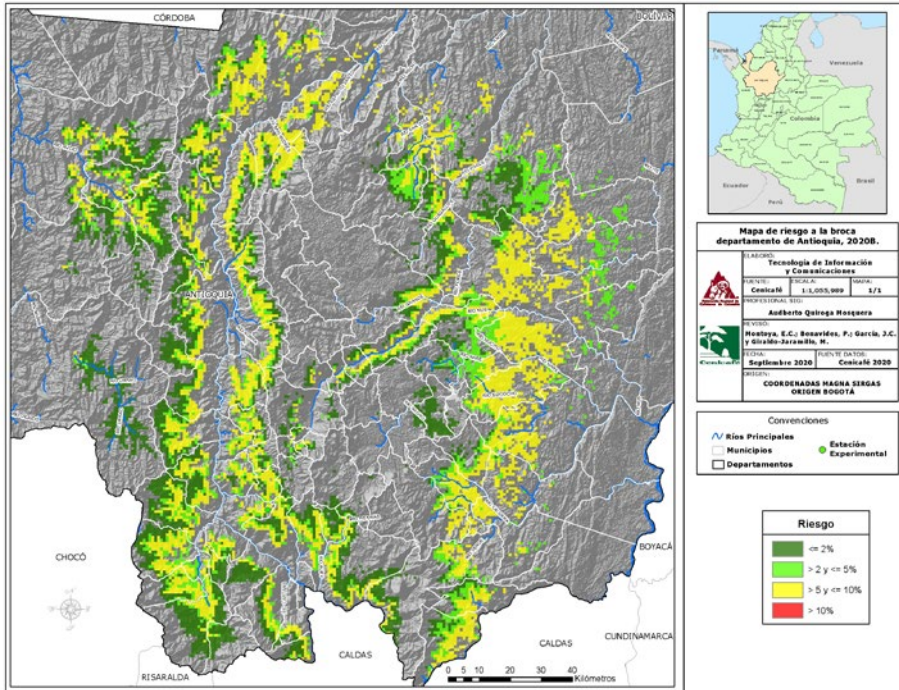 CÓRDOBA
BOLÍVAR
ANTIOQUIA
CHOCÓ
BOYACÁ
CALDAS
CALDAS
CUNDINAMARCA
RISARALDA
0 5 10 20 30 40
Kilómetros
Panamá
Venezuela
Colombia
Ecuador
Perú
Brasil
Mapa de riesgo a la broca
departamento de Antioquia, 2020B.
ELABORÓ:
Tecnología de Información
y Comunicaciones
FUENTE:
Cenicafé
ESCALA:
1:1,055,989
MAPA:
1/1
PROFESIONAL SIG:
Audberto Quiroga Mosquera
REVISÓ:
Montoya, E.C.; Benavides, P.; García, J.C.
y Giraldo-Jaramillo, M.
FECHA:
Septiembre 2020
FUENTE DATOS:
Cenicafé 2020
ORIGEN:
COORDENADAS MAGNA SIRGAS
ORIGEN BOGOTÁ
Cenicafé
Convenciones
Ríos Principales
Municipios
Departamentos
Estación
Experimental
Riesgo
<= 2%
> 2 y <= 5%
> 5 y <= 10%
> 10%